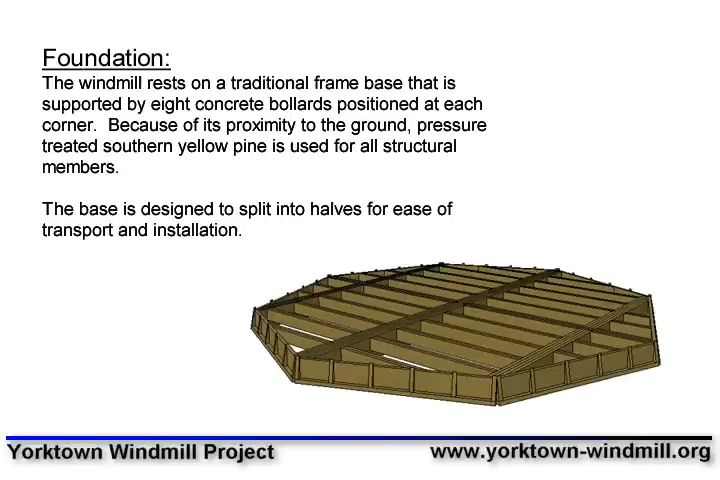 Foundation:
The windmill rests on a traditional frame base that is
supported by eight concrete bollards positioned at each
corner.  Because of its proximity to the ground, pressure
treated southern yellow pine is used for all structural
members.
The base is designed to split into halves for ease of
transport and installation.
Yorktown Windmill Project
www.yorktown-windmill.org